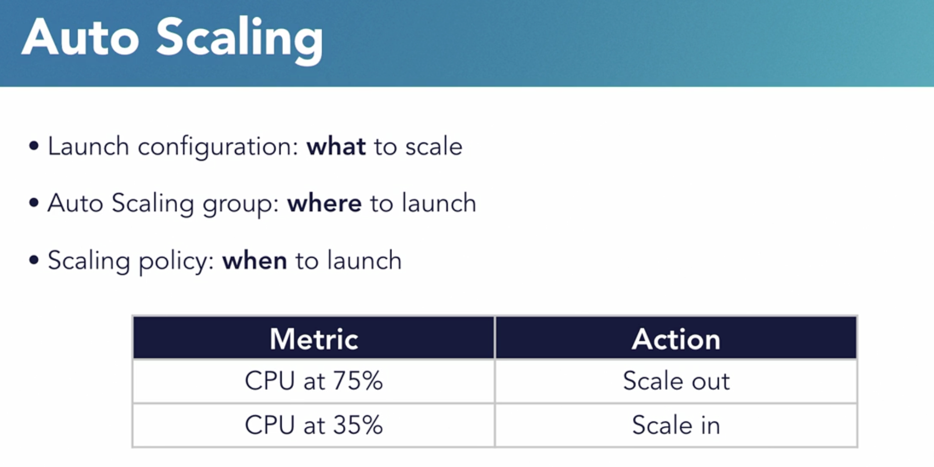 Auto Scaling
• Launch configuration: what to scale
• Auto Scaling group: where to launch
• Scaling policy: when to launch
Metric Action
CPU at 75% Scale out
CPU at 35% Scale in